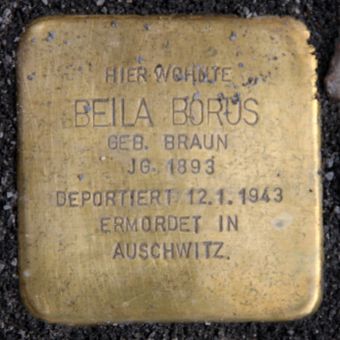 HIER WOHNTE
BEILA BORUS
GEB. BRAUN
JG. 1893
DEPORTIERT 12.1.1943
ERMORDET IN
AUSCHWITZ.